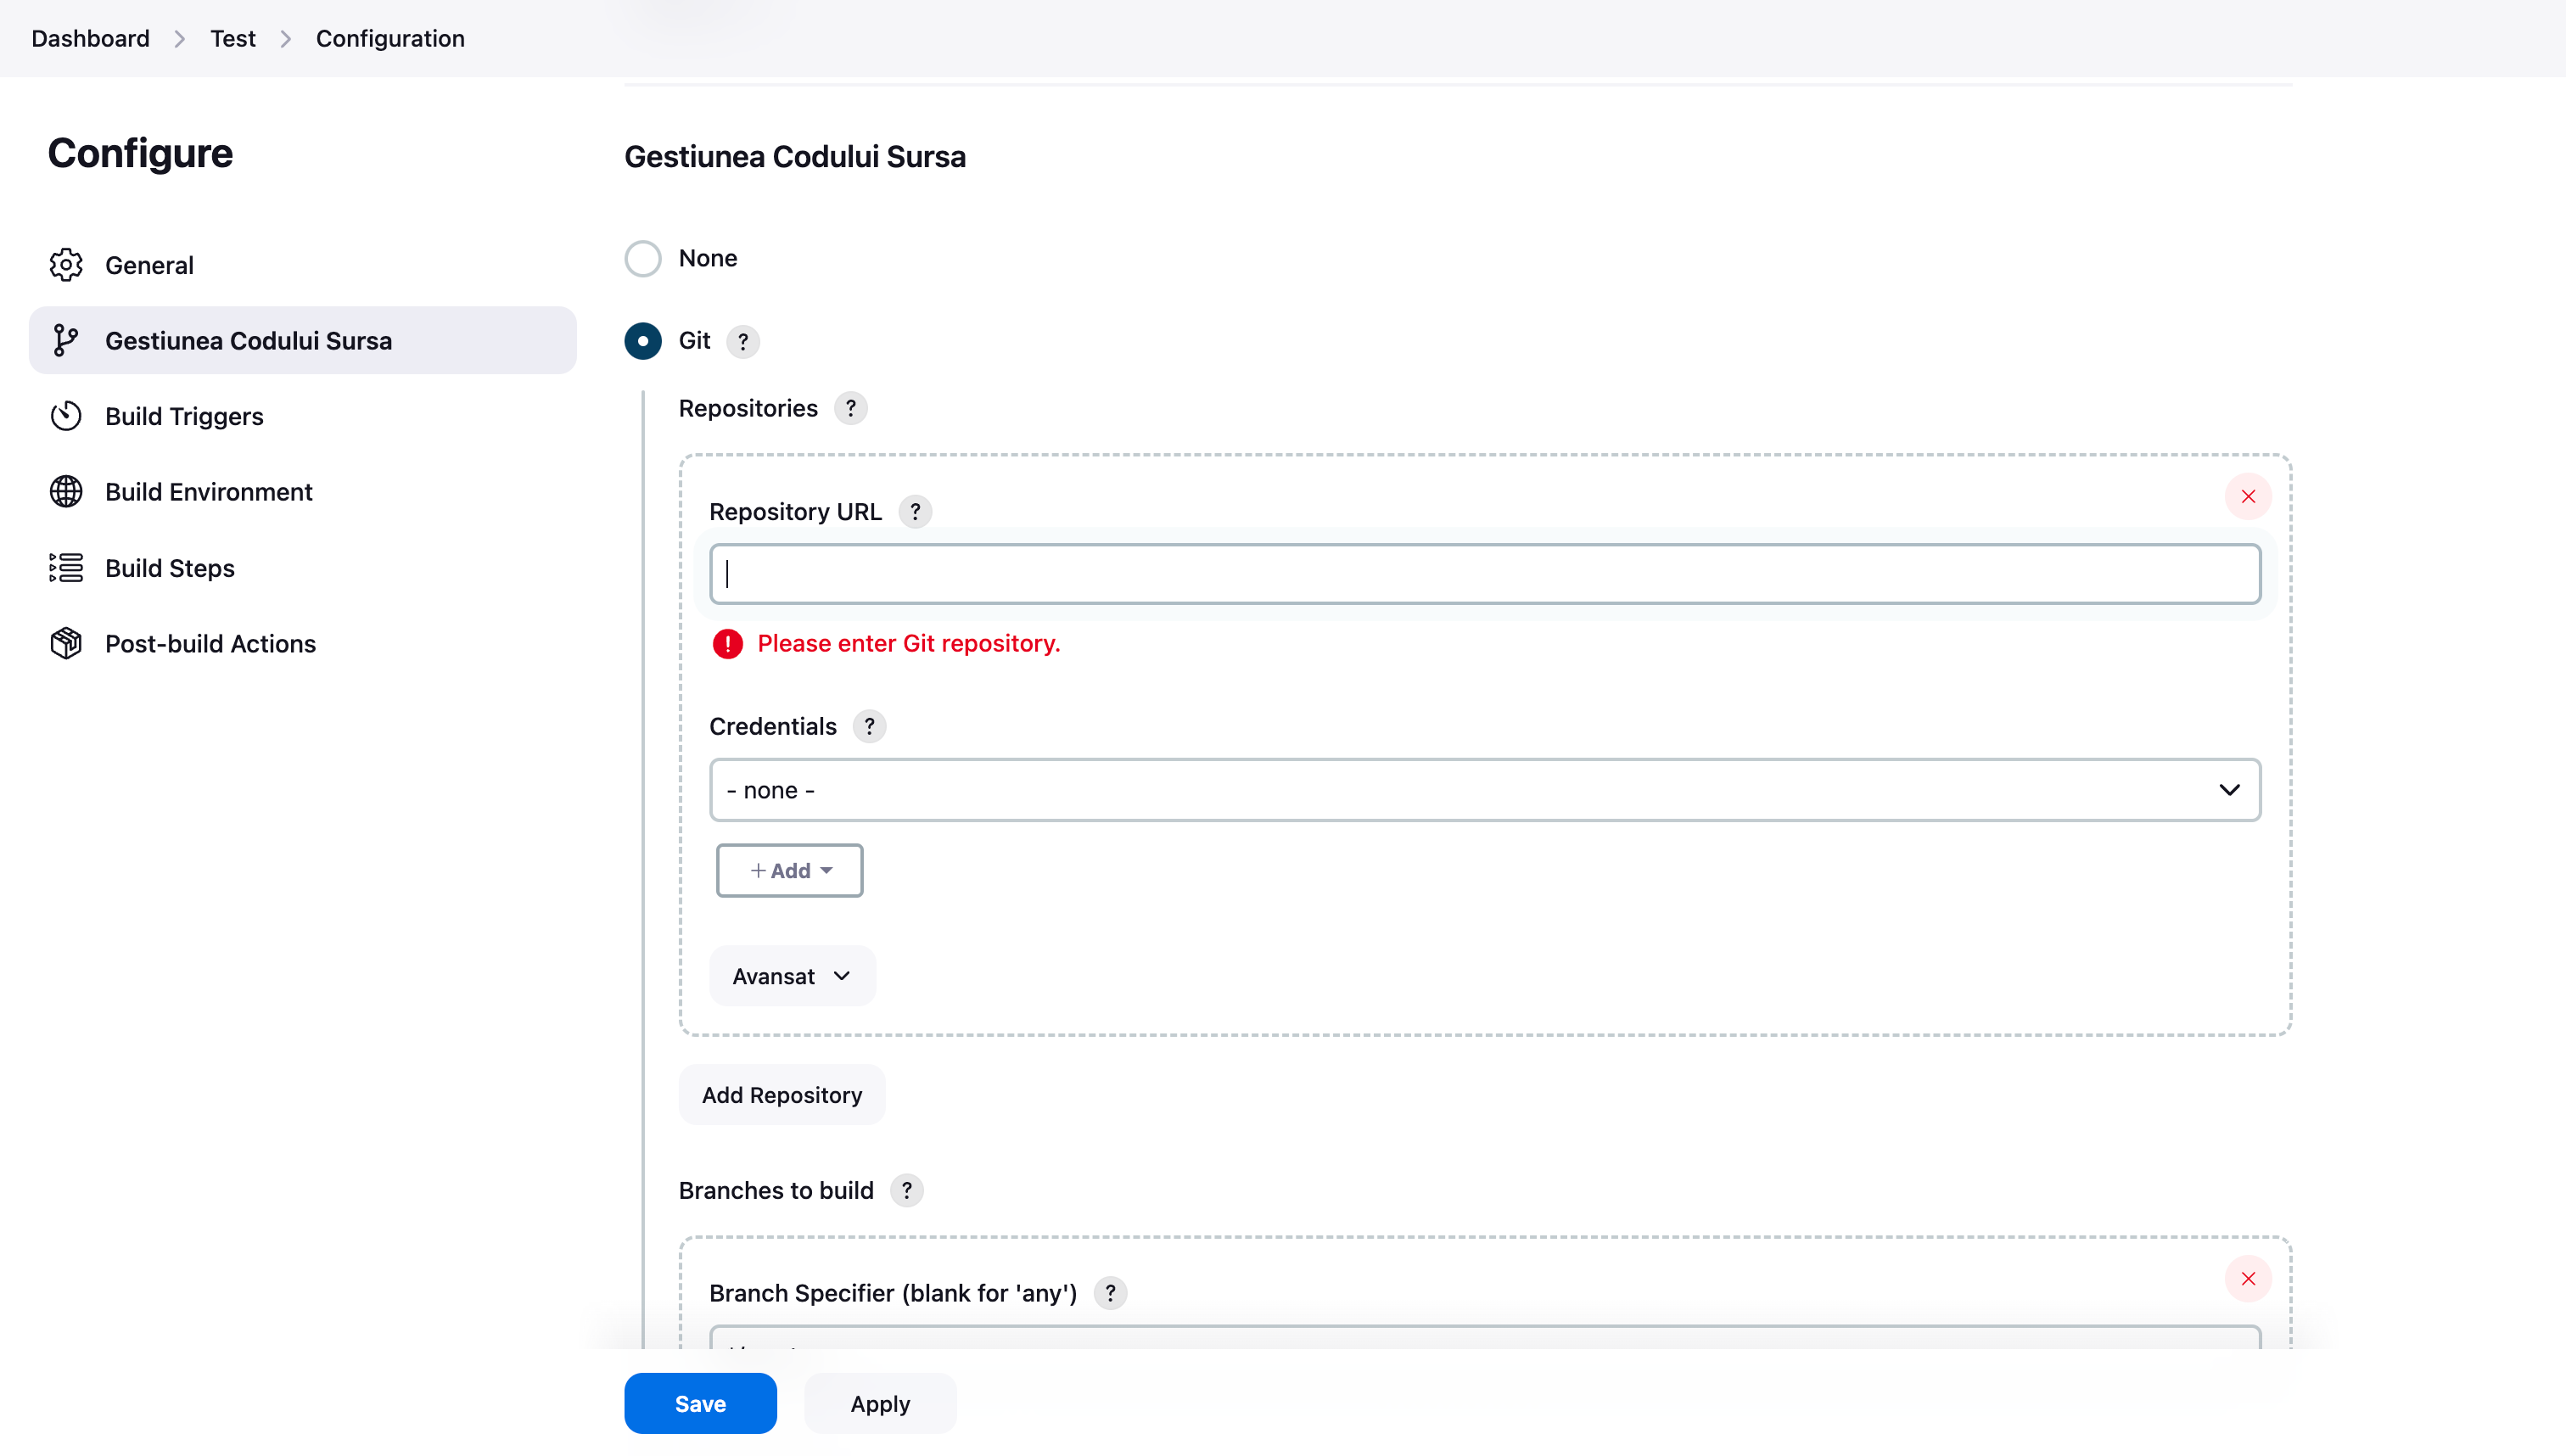 Dashboard > Test > Configuration
Configure
General
Gestiunea Codului Sursa
Build Triggers
Build Environment
Build Steps
Post-build Actions
Gestiunea Codului Sursa
None
Git ?
Repositories ?
Repository URL ?
Please enter Git repository.
Credentials ?
- none -
+ Add
Avansat
Add Repository
Branches to build ?
Branch Specifier (blank for 'any') ?
Save Apply